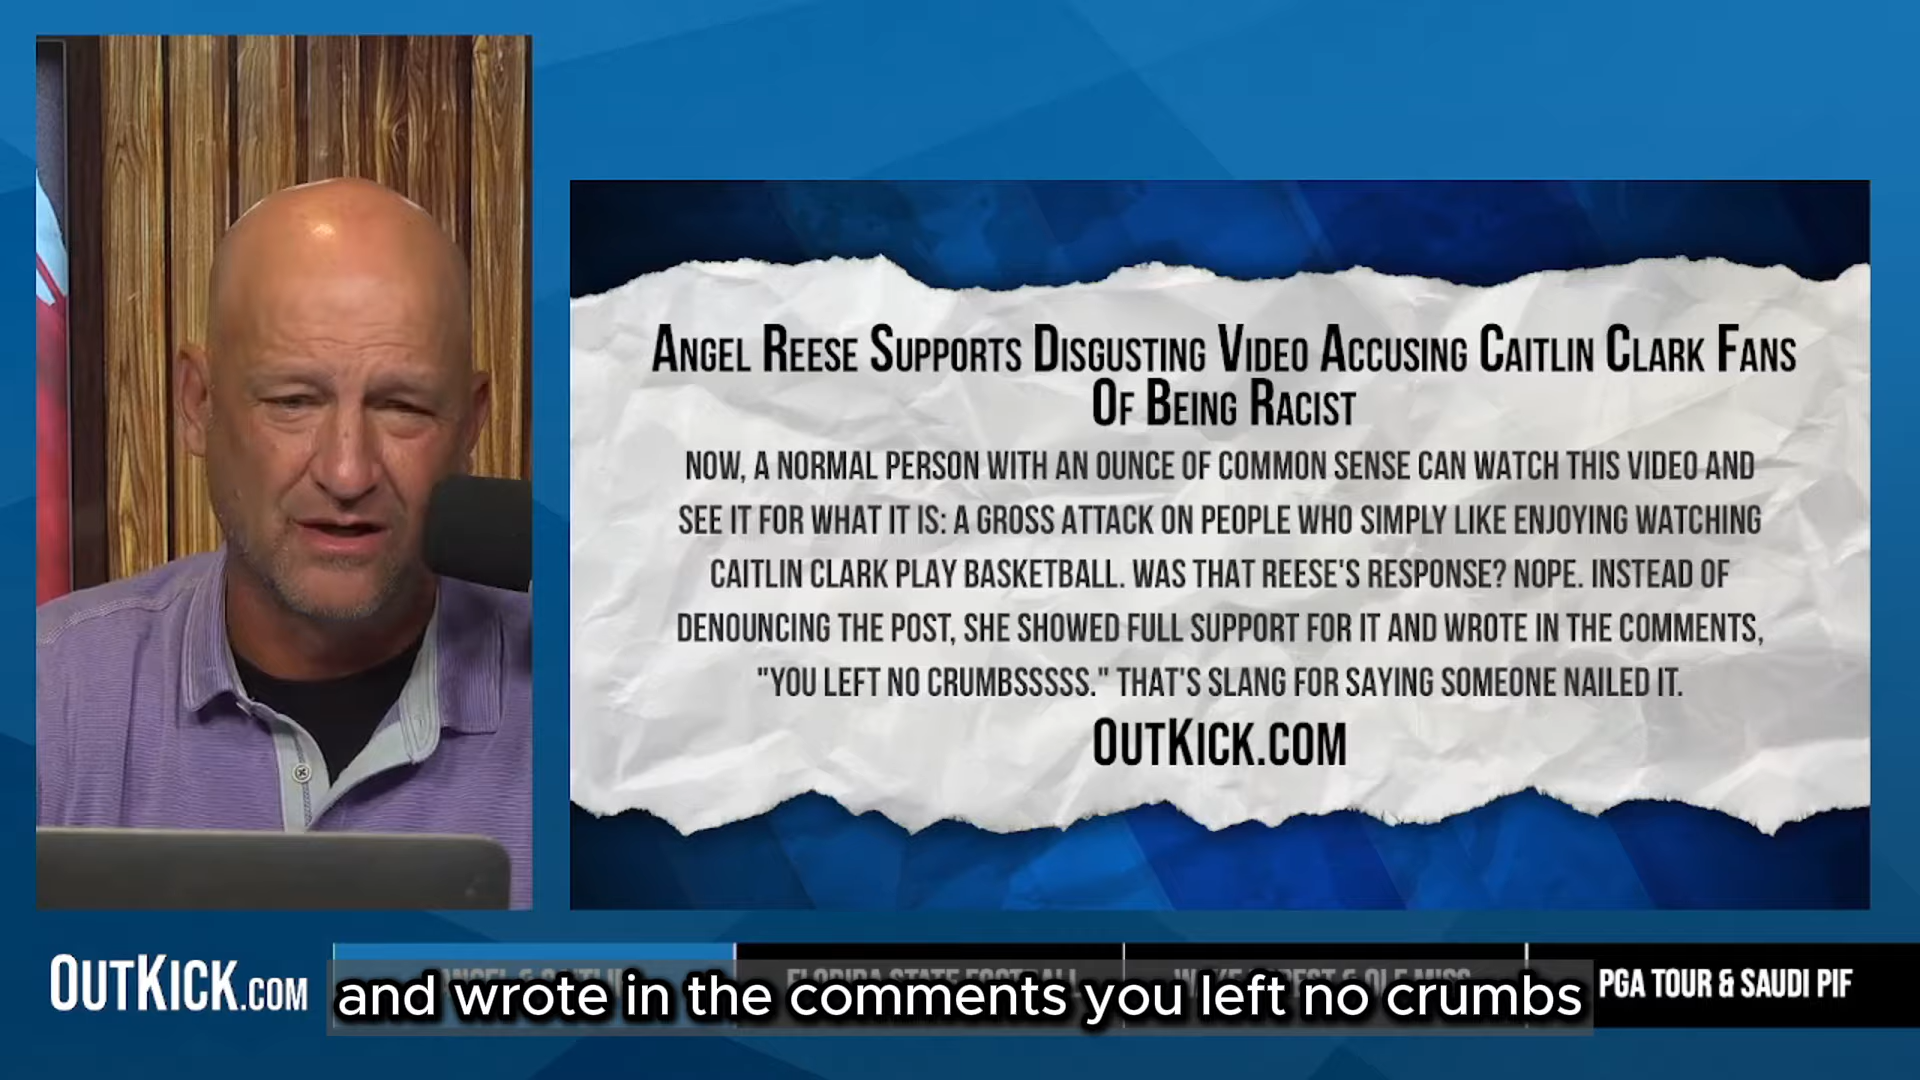 Angel Reese Supports Disgusting Video Accusing Caitlin Clark Fans
Of Being Racist
NOW, A NORMAL PERSON WITH AN OUNCE OF COMMON SENSE CAN WATCH THIS VIDEO AND
SEE IT FOR WHAT IT IS: A GROSS ATTACK ON PEOPLE WHO SIMPLY LIKE ENJOYING WATCHING
CAITLIN CLARK PLAY BASKETBALL. WAS THAT REESE'S RESPONSE? NOPE. INSTEAD OF
DENOUNCING THE POST, SHE SHOWED FULL SUPPORT FOR IT AND WROTE IN THE COMMENTS,
"YOU LEFT NO CRUMBSSSSS." THAT'S SLANG FOR SAYING SOMEONE NAILED IT.
OutKick.com
OutKick.com
and wrote in the comments you left no crumbs
PGA TOUR & SAUDI PIF